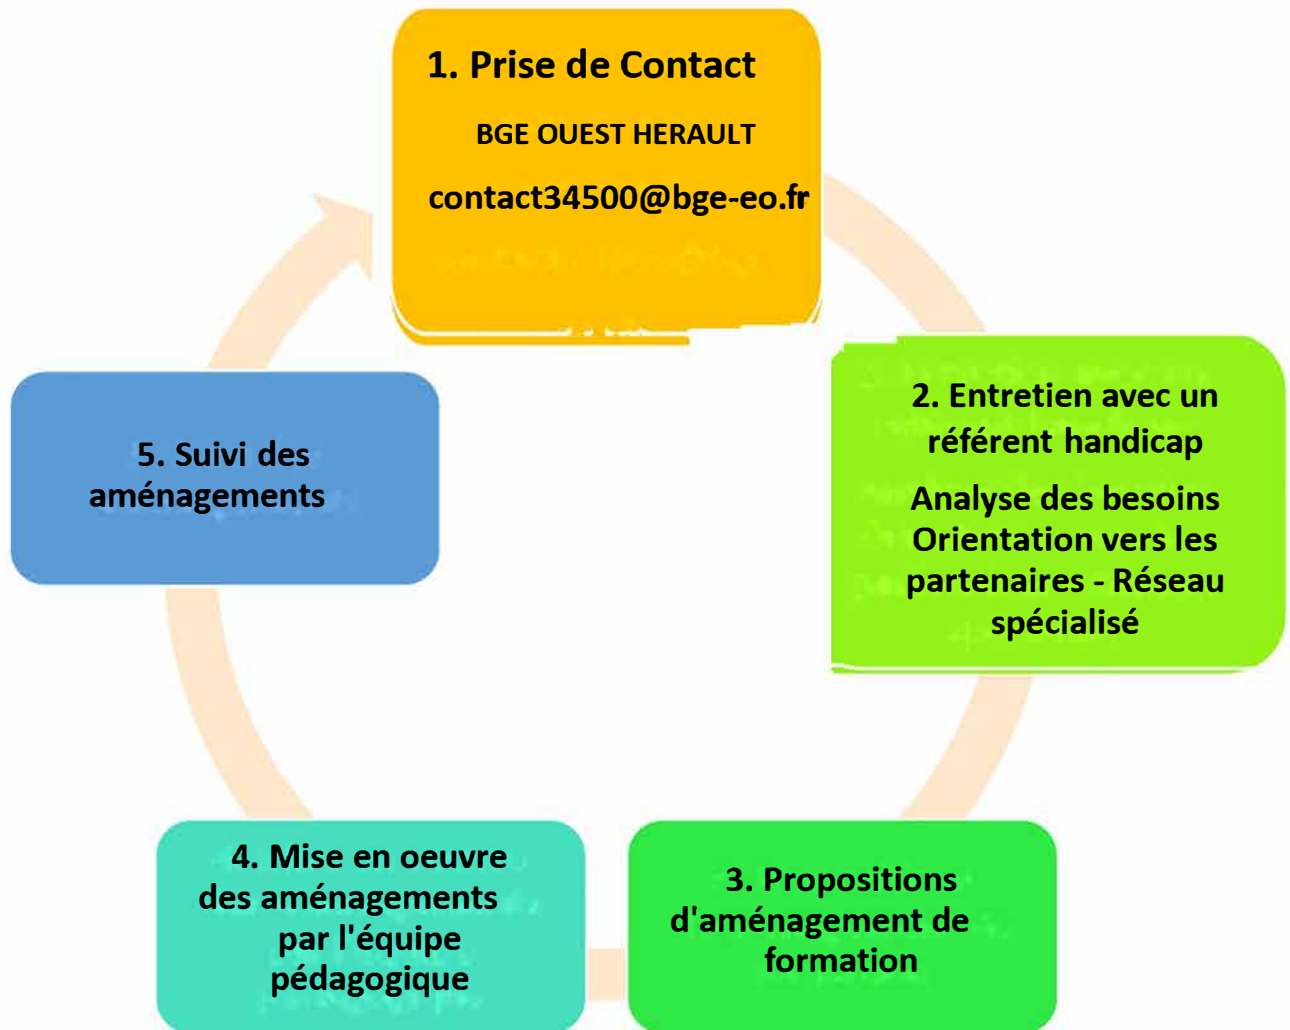 1. Prise de Contact
BGE OUEST HERAULT
contact34500@bge-eo.fr
2. Entretien avec un
référent handicap
Analyse des besoins
Orientation vers les
partenaires - Réseau
spécialisé
3. Propositions
d'aménagement de
formation
4. Mise en oeuvre
des aménagements
par l'équipe
pédagogique
5. Suivi des
aménagements